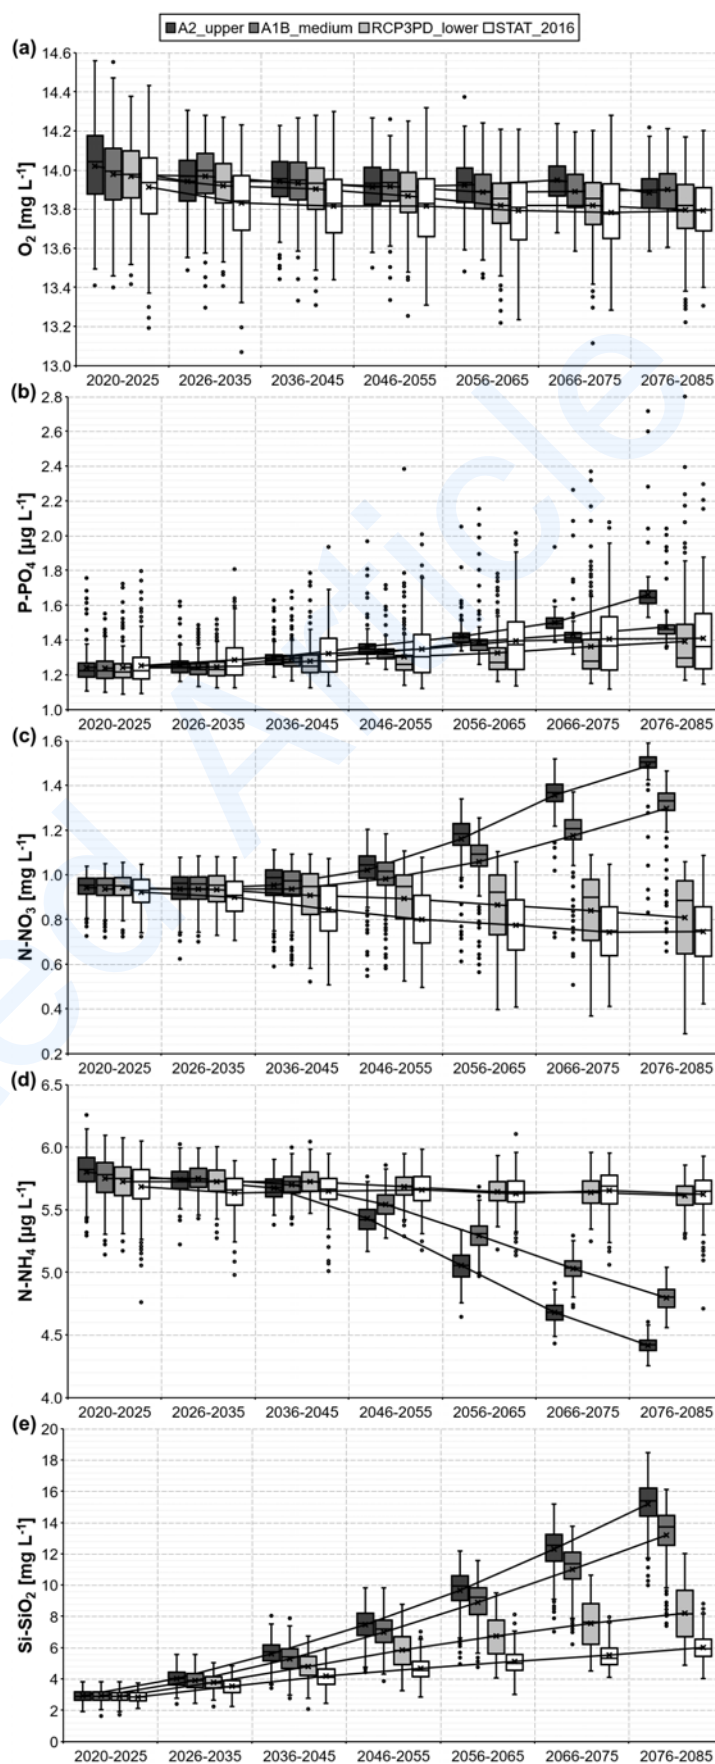 A2_upper A1B_medium RCP3PD_lower STAT_2016
(a)
O2 [mg L-1]
14.6
14.4
14.2
14.0
13.8
13.6
13.4
13.2
13.0
2020-2025 2026-2035 2036-2045 2046-2055 2056-2065 2066-2075 2076-2085
(b)
P-PO4 [µg L-1]
2.8
2.6
2.4
2.2
2.0
1.8
1.6
1.4
1.2
1.0
2020-2025 2026-2035 2036-2045 2046-2055 2056-2065 2066-2075 2076-2085
(c)
N-NO3 [mg L-1]
1.6
1.4
1.2
1.0
0.8
0.6
0.4
0.2
2020-2025 2026-2035 2036-2045 2046-2055 2056-2065 2066-2075 2076-2085
(d)
N-NH4 [µg L-1]
6.5
6.0
5.5
5.0
4.5
4.0
2020-2025 2026-2035 2036-2045 2046-2055 2056-2065 2066-2075 2076-2085
(e)
Si-SiO2 [mg L-1]
20
18
16
14
12
10
8
6
4
2
0
2020-2025 2026-2035 2036-2045 2046-2055 2056-2065 2066-2075 2076-2085
ed Article